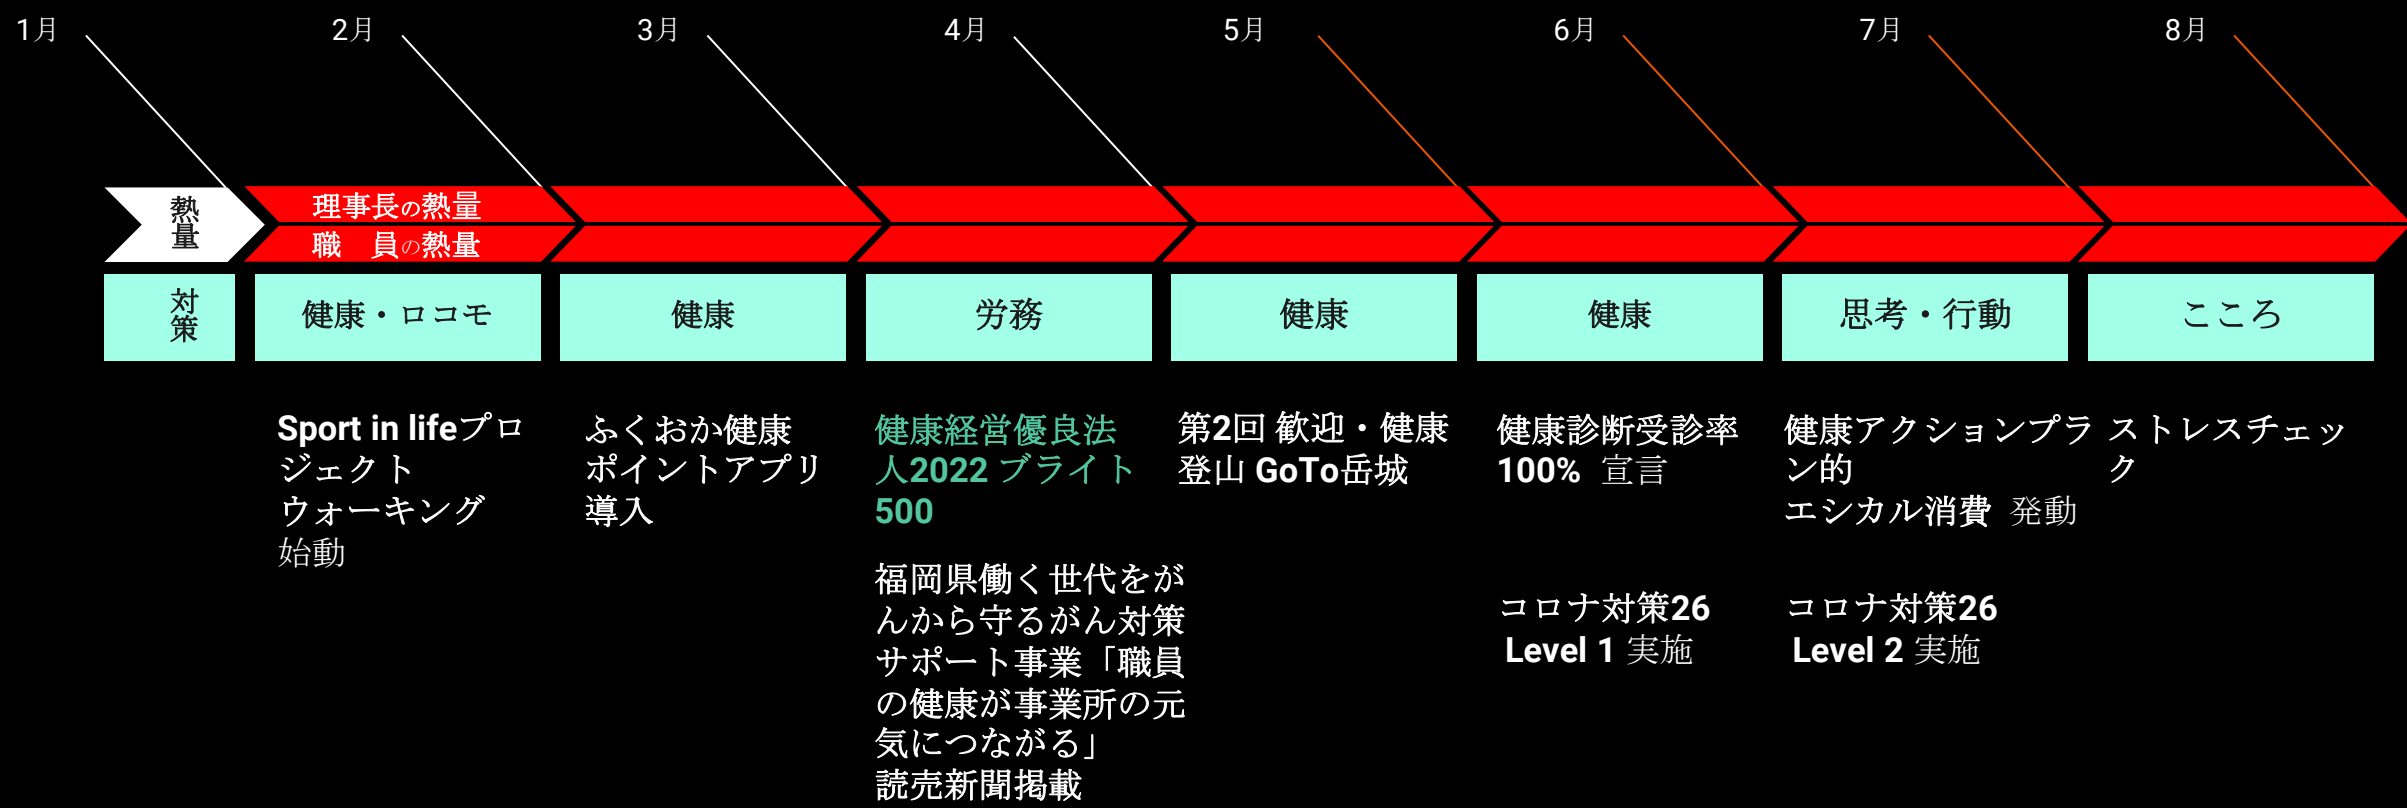 1月
2月
3月
4月
5月
6月
7月
8月
熱量
理事長の熱量
職　員の熱量
対策
健康・ロコモ
健康
労務
健康
健康
思考・行動
こころ
Sport in lifeプロ
ジェクト
ウォーキング
始動
ふくおか健康
ポイントアプリ
導入
健康経営優良法
人2022 ブライト
500
福岡県働く世代をが
んから守るがん対策
サポート事業「職員
の健康が事業所の元
気につながる」
読売新聞掲載
第2回 歓迎・健康
登山 GoTo岳城
健康診断受診率
100% 宣言
コロナ対策26
Level 1 実施
健康アクションプラ
ン的
エシカル消費 発動
コロナ対策26
Level 2 実施
ストレスチェッ
ク